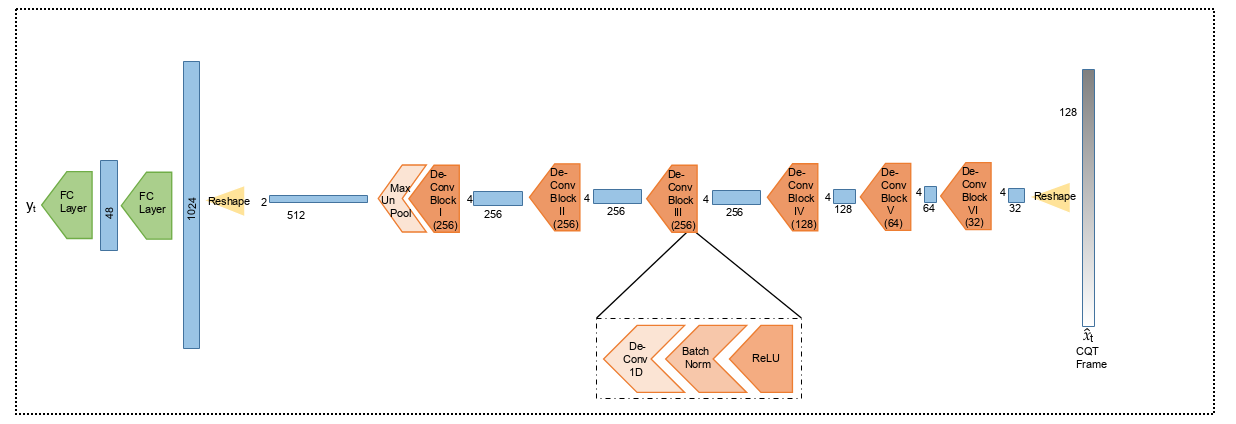 yt
FC
Layer
48
FC
Layer
1024
Reshape
2
512
Max
Un
Pool
De-
Conv
Block
I
(256)
4
256
De-
Conv
Block
II
(256)
4
256
De-
Conv
Block
III
(256)
4
256
De-
Conv
Block
IV
(128)
4
128
De-
Conv
Block
V
(64)
4
64
De-
Conv
Block
VI
(32)
4
32
Reshape
128
x̂t
CQT
Frame
De-
Conv
1D
Batch
Norm
ReLU